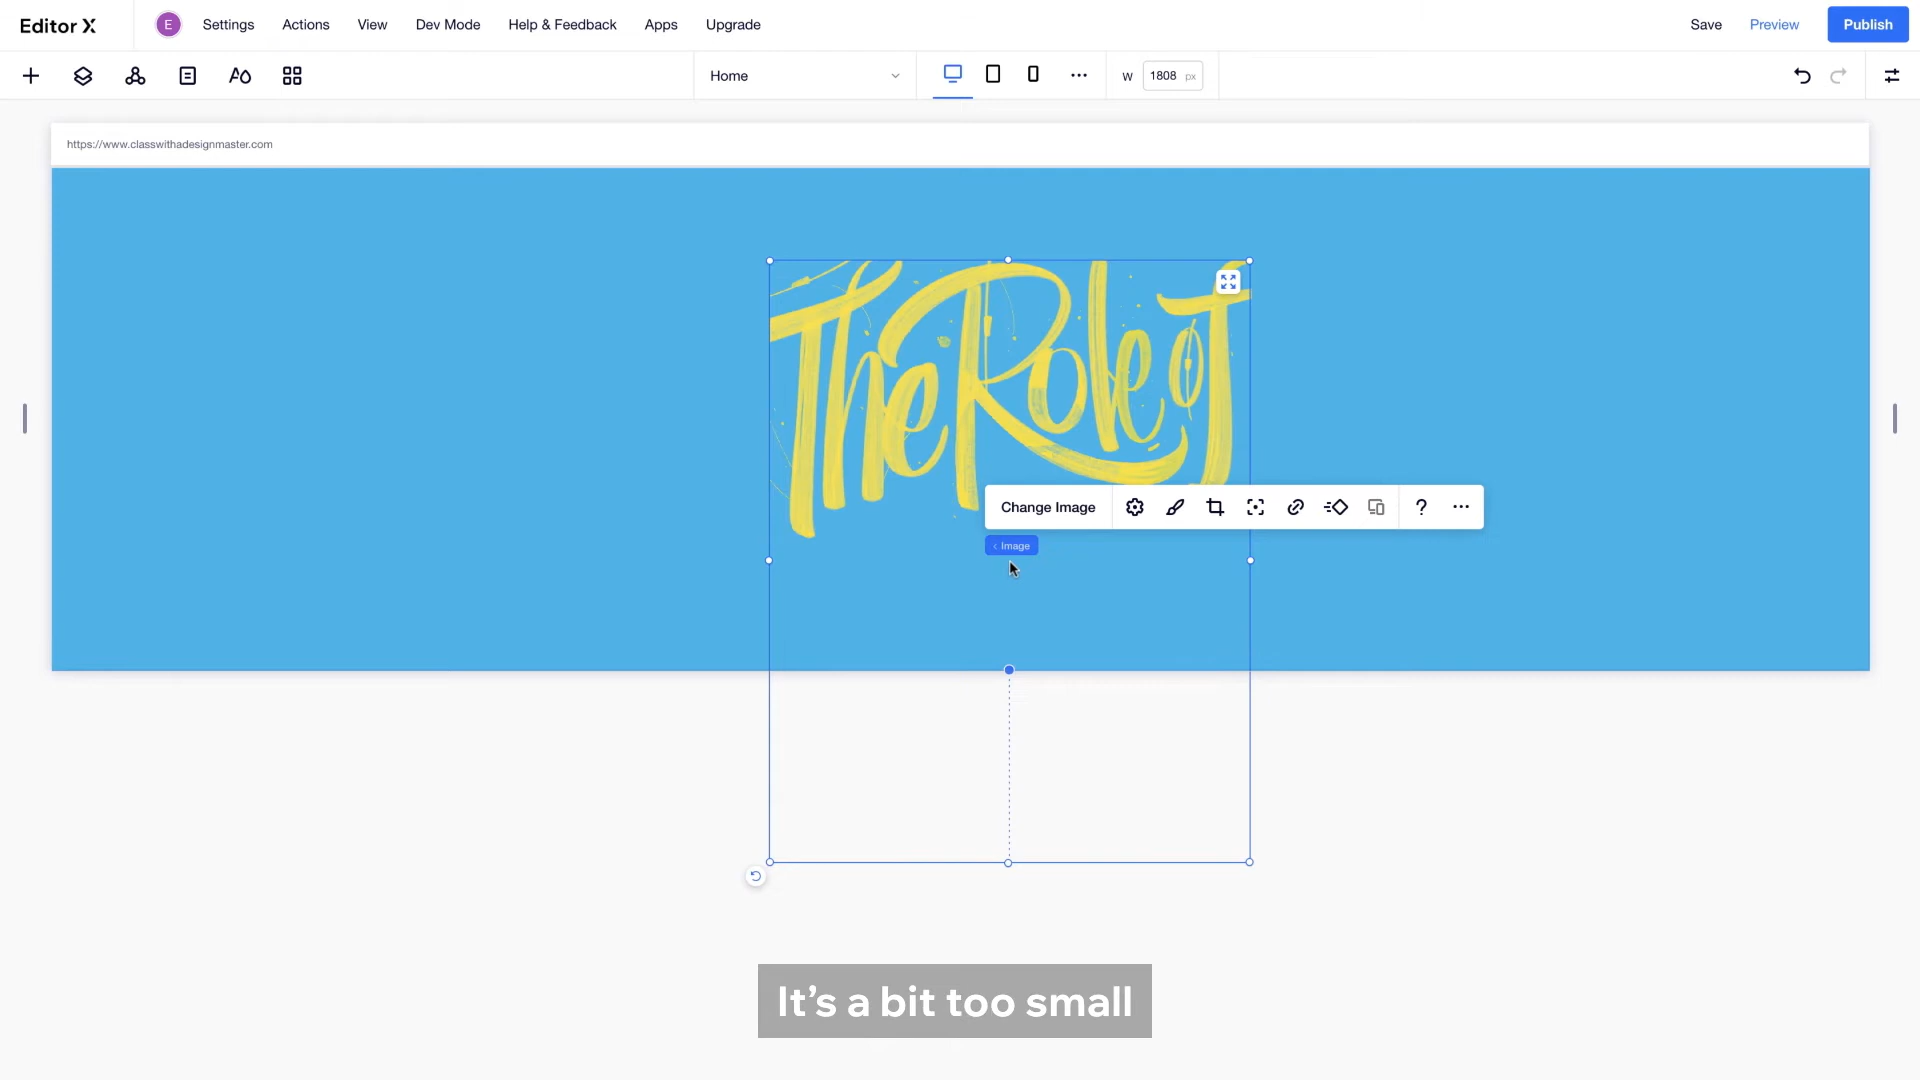 Editor X
E
Settings
Actions
View
Dev Mode
Help & Feedback
Apps
Upgrade
Save
Preview
Publish
Home
W
1808 px
https://www.classwithadesignmaster.com
The Role of
Change Image
?
< Image
It's a bit too small